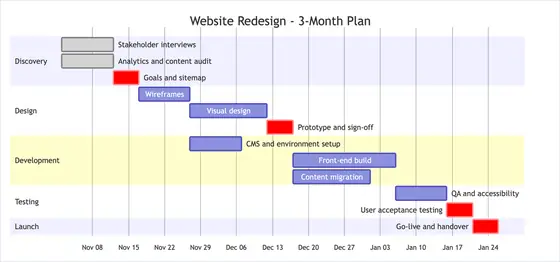 Website Redesign - 3-Month Plan
Discovery
Stakeholder interviews
Analytics and content audit
Goals and sitemap
Design
Wireframes
Visual design
Prototype and sign-off
Development
CMS and environment setup
Front-end build
Content migration
Testing
QA and accessibility
User acceptance testing
Launch
Go-live and handover
Nov 08 Nov 15 Nov 22 Nov 29 Dec 06 Dec 13 Dec 20 Dec 27 Jan 03 Jan 10 Jan 17 Jan 24